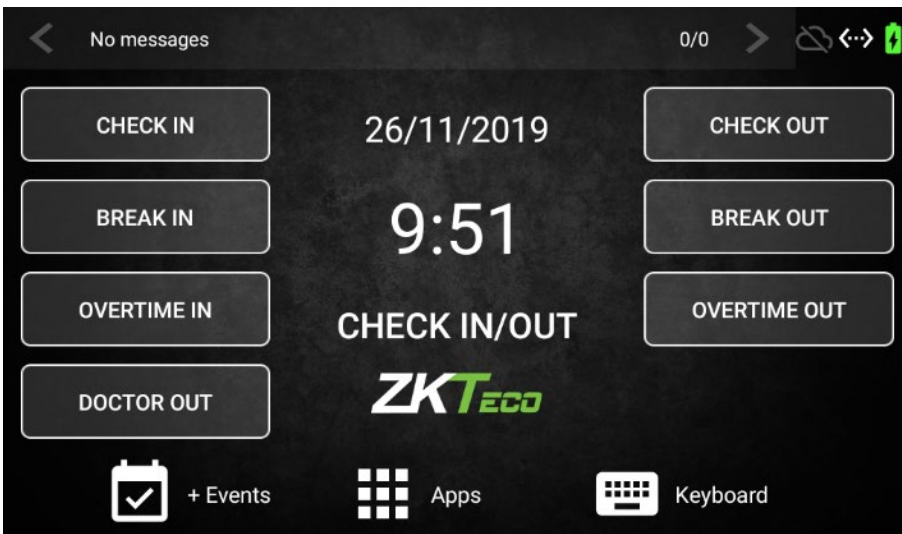 No messages 0/0
CHECK IN
26/11/2019
CHECK OUT
BREAK IN
9:51
BREAK OUT
OVERTIME IN
CHECK IN/OUT
OVERTIME OUT
DOCTOR OUT
ZKTECO
+ Events
Apps
Keyboard